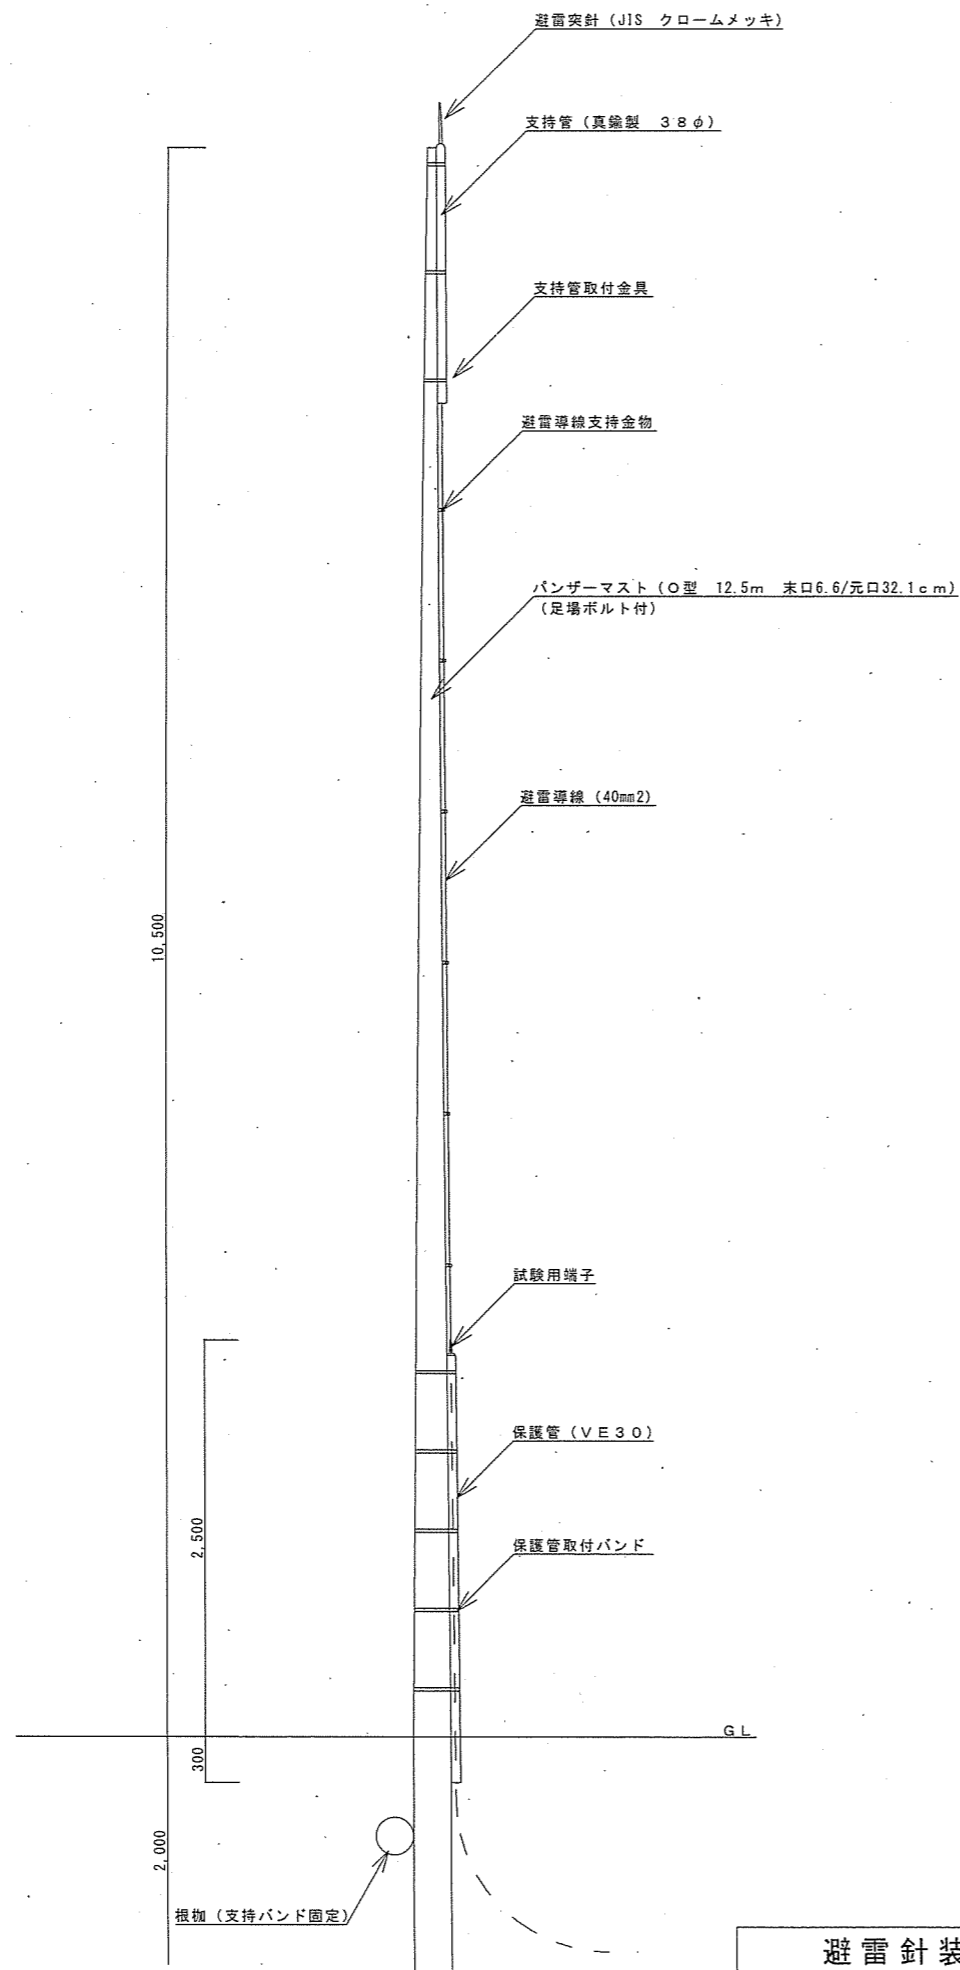 避雷突針（JIS　クロームメッキ）
支持管（真鍮製　３８φ）
支持管取付金具
避雷導線支持金物
パンザーマスト（Ｏ型　12.5m　末口6.6/元口32.1ｃｍ）
（足場ボルト付）
避雷導線（40mm2）
10,500
試験用端子
保護管（ＶＥ３０）
2,500
保護管取付バンド
ＧＬ
300
2,000
根枷（支持バンド固定）
避雷針装